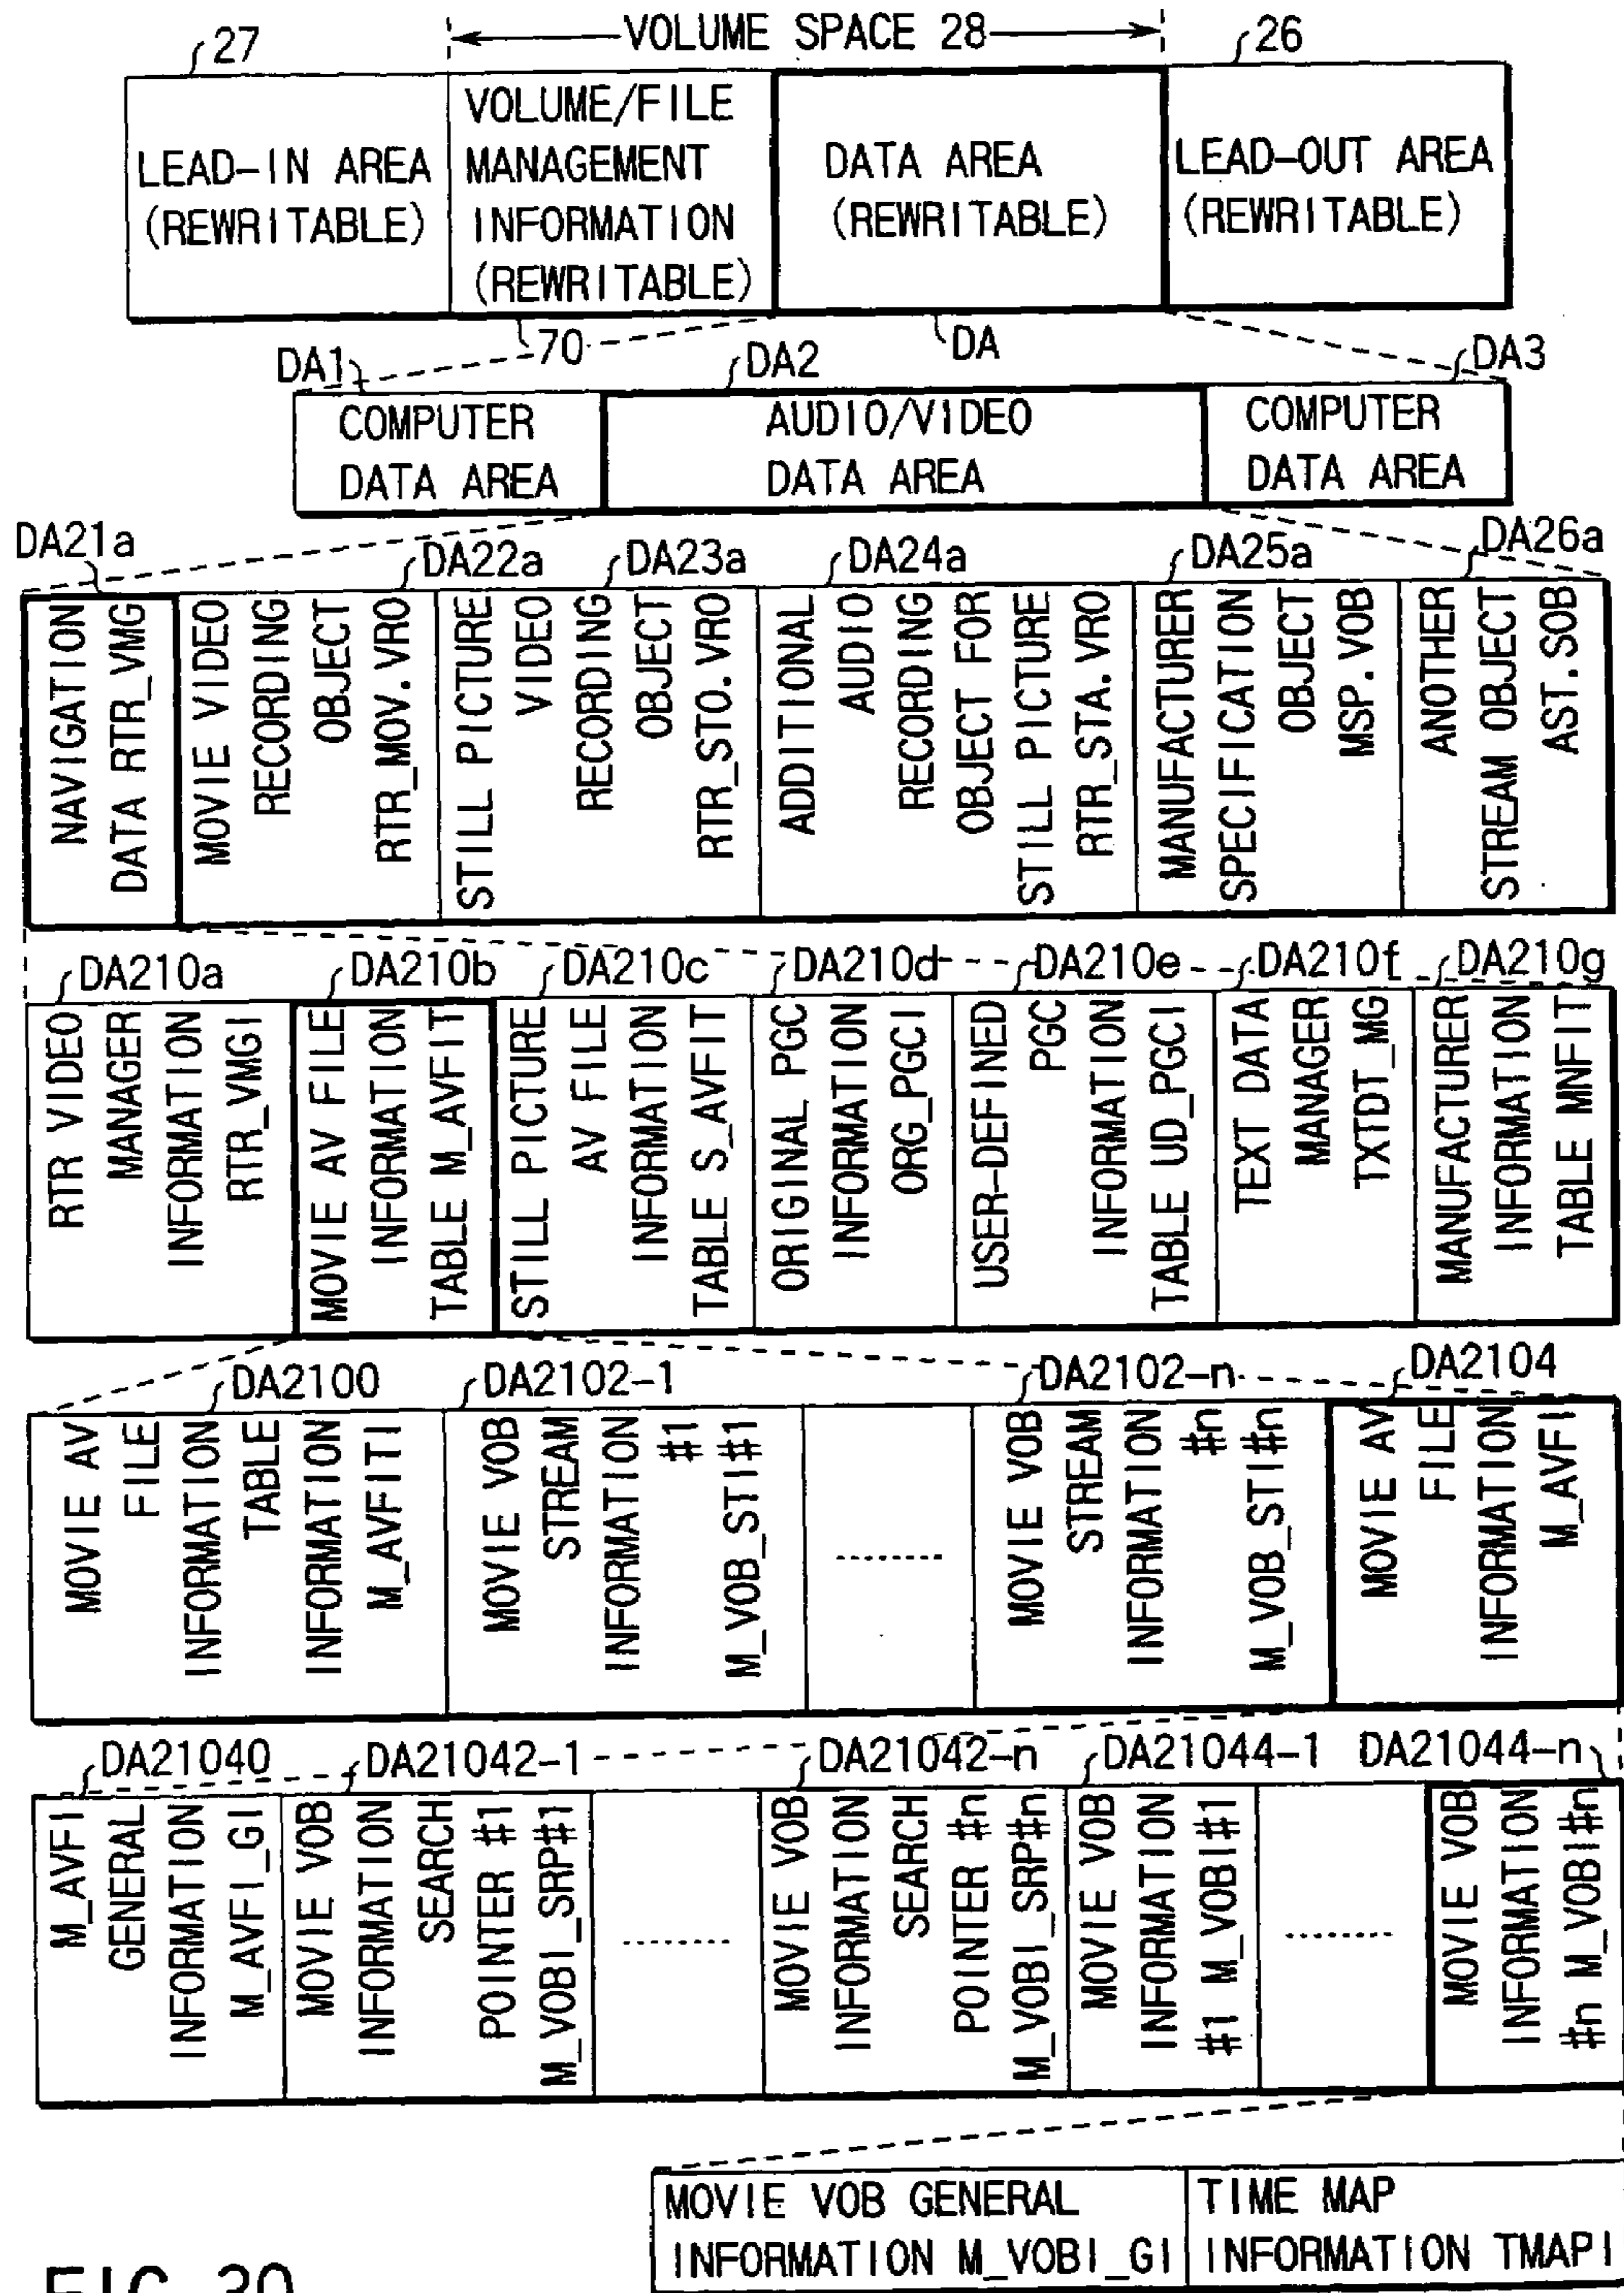 27
VOLUME SPACE 28
26
LEAD-IN AREA
(REWRITABLE)
VOLUME/FILE
MANAGEMENT
INFORMATION
(REWRITABLE)
DATA AREA
(REWRITABLE)
LEAD-OUT AREA
(REWRITABLE)
70
DA
DA1
DA2
DA3
COMPUTER
DATA AREA
AUDIO/VIDEO
DATA AREA
COMPUTER
DATA AREA
DA21a
DA22a
DA23a
DA24a
DA25a
DA26a
NAVIGATION
DATA RTR_VMG
MOVIE VIDEO
RECORDING
OBJECT
RTR_MOV.VRO
STILL PICTURE
VIDEO
RECORDING
OBJECT
RTR_STO.VRO
ADDITIONAL
AUDIO
RECORDING
OBJECT FOR
STILL PICTURE
RTR_STA.VRO
MANUFACTURER
SPECIFICATION
OBJECT
MSP.VOB
ANOTHER
STREAM OBJECT
AST.SOB
DA210a
DA210b
DA210c
DA210d
DA210e
DA210f
DA210g
RTR VIDEO
MANAGER
INFORMATION
RTR_VMGI
MOVIE AV FILE
INFORMATION
TABLE M_AVFIT
STILL PICTURE
AV FILE
INFORMATION
TABLE S_AVFIT
ORIGINAL PGC
INFORMATION
ORG_PGCI
USER-DEFINED
PGC
INFORMATION
TABLE UD_PGCI
TEXT DATA
MANAGER
TXTDT_MG
MANUFACTURER
INFORMATION
TABLE MNFIT
DA2100
DA2102-1
DA2102-n
DA2104
MOVIE AV
FILE
INFORMATION
TABLE
INFORMATION
M_AVFITI
MOVIE VOB
STREAM
INFORMATION
#1
M_VOB_STI#1
MOVIE VOB
STREAM
INFORMATION
#n
M_VOB_STI#n
MOVIE AV
FILE
INFORMATION
M_AVFI
DA21040
DA21042-1
DA21042-n
DA21044-1
DA21044-n
M_AVFI
GENERAL
INFORMATION
M_AVFI_GI
MOVIE VOB
INFORMATION
SEARCH
POINTER #1
M_VOBI_SRP#1
MOVIE VOB
INFORMATION
SEARCH
POINTER #n
M_VOBI_SRP#n
MOVIE VOB
INFORMATION
#1 M_VOBI#1
MOVIE VOB
INFORMATION
#n M_VOBI#n
MOVIE VOB GENERAL
INFORMATION M_VOBI_GI
TIME MAP
INFORMATION TMAPI